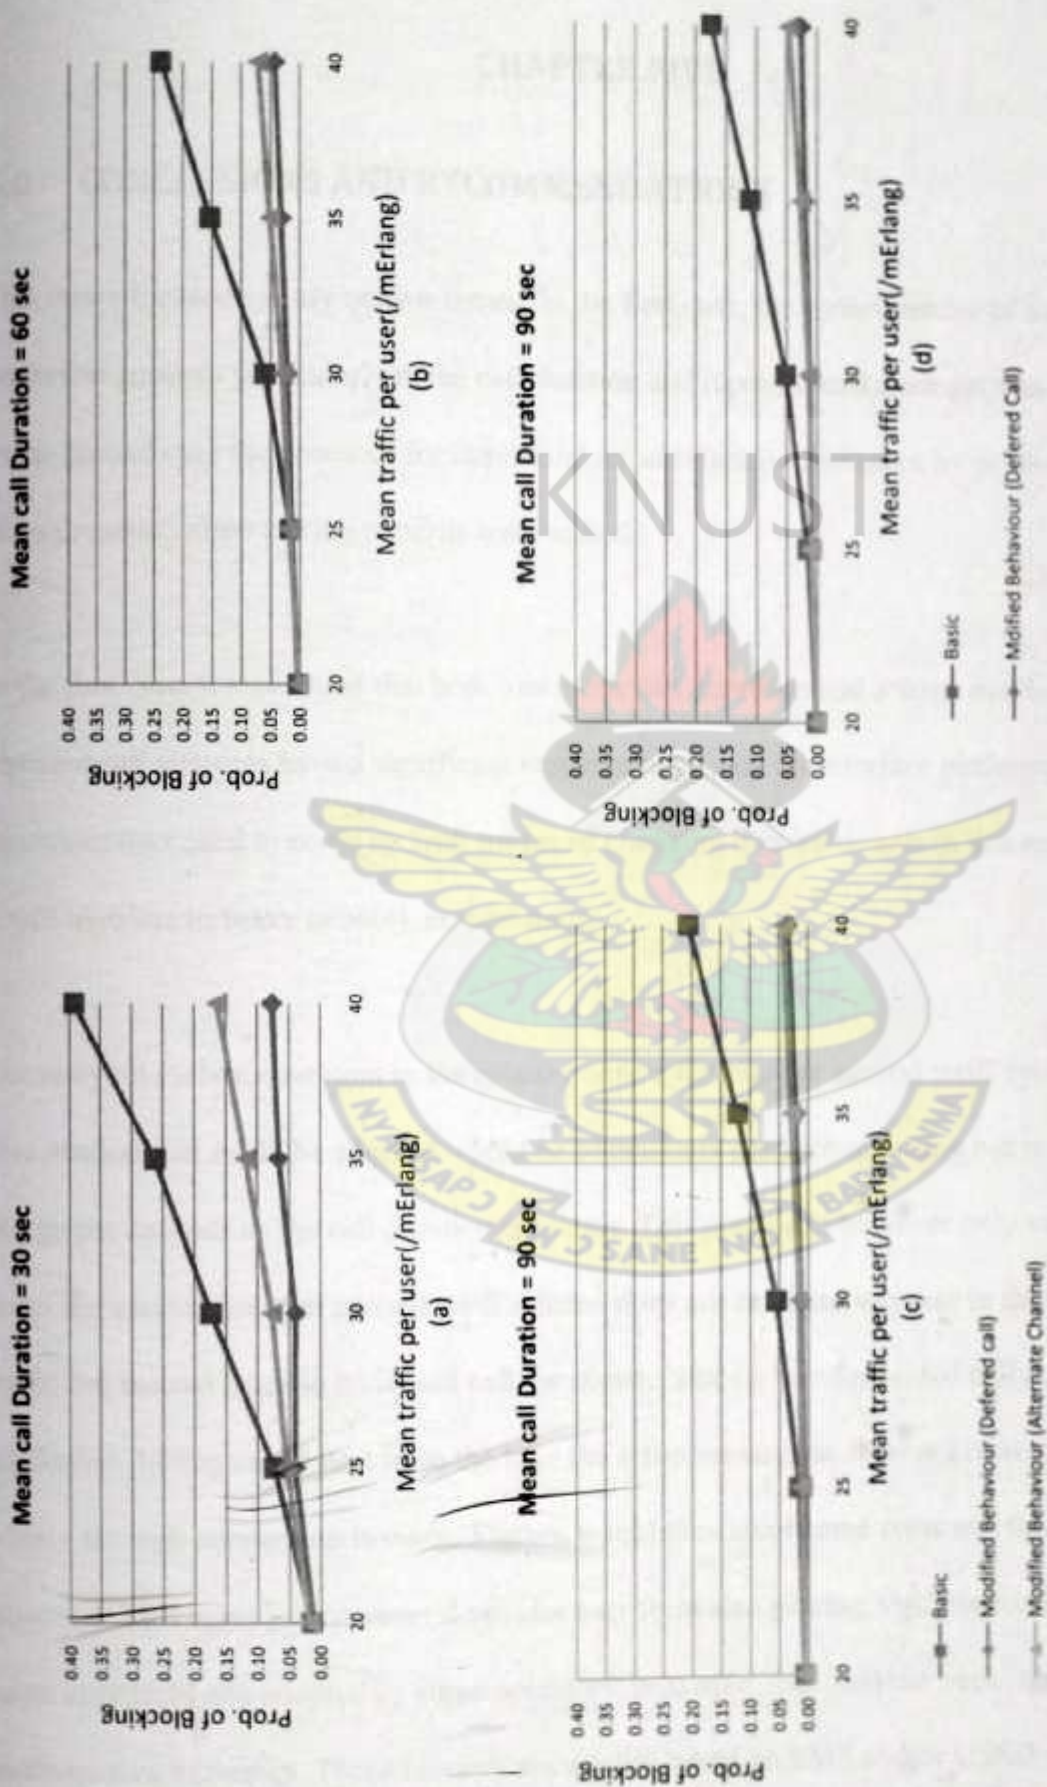 Mean call Duration = 30 sec
Prob. of Blocking
0.40
0.35
0.30
0.25
0.20
0.15
0.10
0.05
0.00
20
25
30
35
40
Mean traffic per user(/mErlang)
(a)
Mean call Duration = 60 sec
Prob. of Blocking
0.40
0.35
0.30
0.25
0.20
0.15
0.10
0.05
0.00
20
25
30
35
40
Mean traffic per user(/mErlang)
(b)
Mean call Duration = 90 sec
Prob. of Blocking
0.40
0.35
0.30
0.25
0.20
0.15
0.10
0.05
0.00
20
25
30
35
40
Mean traffic per user(/mErlang)
(c)
Basic
Modified Behaviour (Defered call)
Modified Behaviour (Alternate Channel)
Mean call Duration = 90 sec
Prob. of Blocking
0.40
0.35
0.30
0.25
0.20
0.15
0.10
0.05
0.00
20
25
30
35
40
Mean traffic per user(/mErlang)
(d)
Basic
Mdified Behaviour (Defered Call)
KNUST
W Ɔ SANE NO